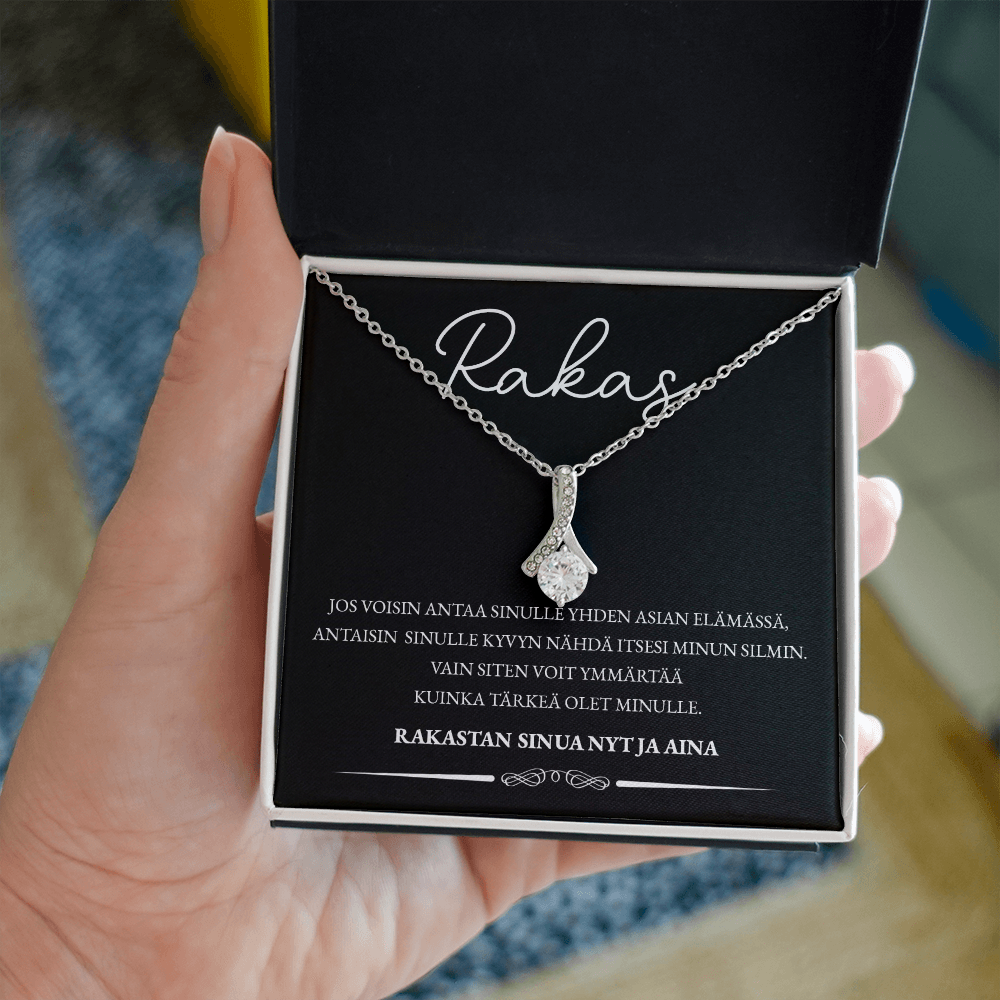 Rakas
JOS VOISIN ANTAA SINULLE YHDEN ASIAN ELÄMÄSSÄ,
ANTAISIN SINULLE KYVYN NÄHDÄ ITSESI MINUN SILMIN.
VAIN SITEN VOIT YMMÄRTÄÄ
KUINKA TÄRKEÄ OLET MINULLE.
RAKASTAN SINUA NYT JA AINA